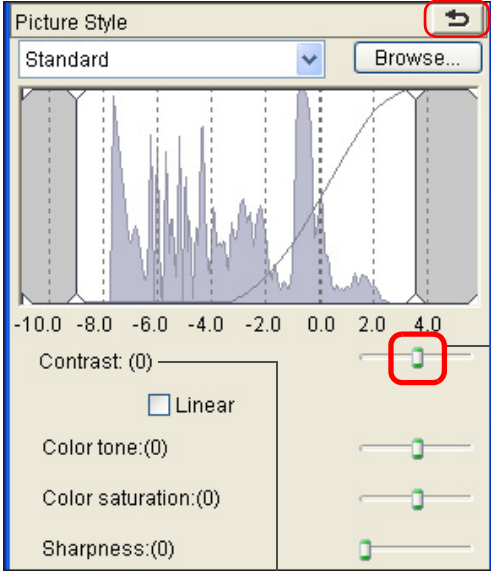 Picture Style
Standard
Browse...
-10.0 -8.0 -6.0 -4.0 -2.0 0.0 2.0 4.0
Contrast: (0)
Linear
Color tone:(0)
Color saturation:(0)
Sharpness:(0)